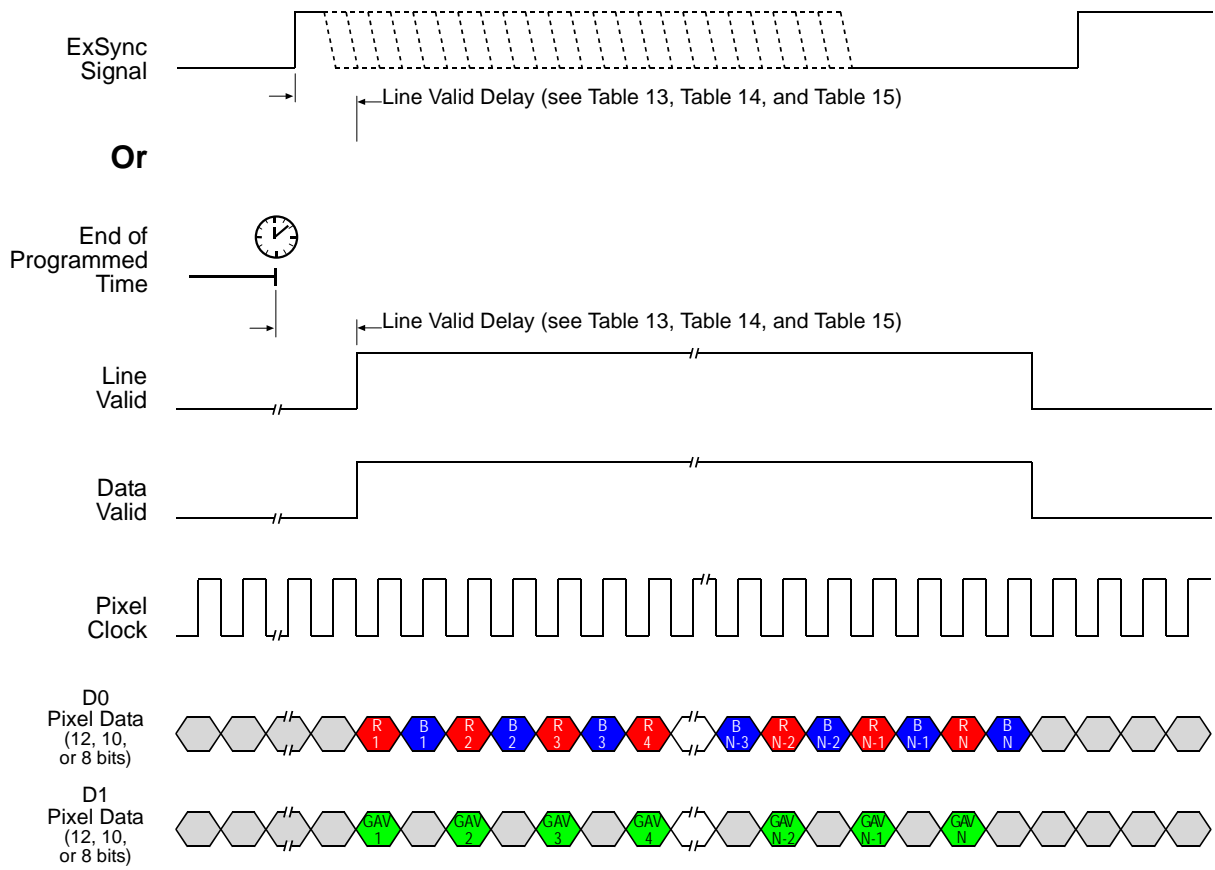 ExSync
Signal
Line Valid Delay (see Table 13, Table 14, and Table 15)
Or
End of
Programmed
Time
Line Valid Delay (see Table 13, Table 14, and Table 15)
Line
Valid
Data
Valid
Pixel
Clock
D0
Pixel Data
(12, 10,
or 8 bits)
R B R B R B R B R B R B R B
1 1 2 2 3 3 4 N-3 N-2 N-2 N-1 N-1 N N
D1
Pixel Data
(12, 10,
or 8 bits)
GAV GAV GAV GAV GAV GAV GAV
1 2 3 4 N-2 N-1 N